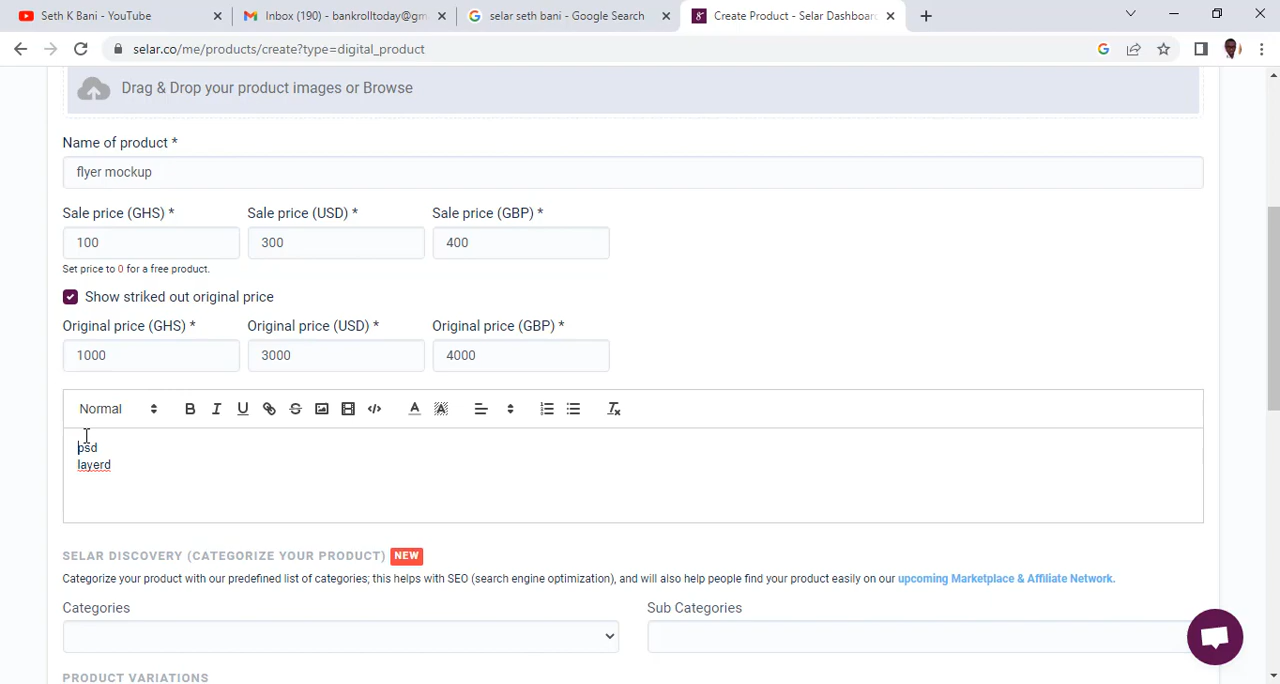 Seth K Bani - YouTube
Inbox (190) - bankrolltoday@gm
selar seth bani - Google Search
Create Product - Selar Dashboar
selar.co/me/products/create?type=digital_product
Drag & Drop your product images or Browse
Name of product *
flyer mockup
Sale price (GHS) * Sale price (USD) * Sale price (GBP) *
100 300 400
Set price to 0 for a free product.
Show striked out original price
Original price (GHS) * Original price (USD) * Original price (GBP) *
1000 3000 4000
Normal
psd
layerd
SELAR DISCOVERY (CATEGORIZE YOUR PRODUCT) NEW
Categorize your product with our predefined list of categories; this helps with SEO (search engine optimization), and will also help people find your product easily on our upcoming Marketplace & Affiliate Network.
Categories Sub Categories
PRODUCT VARIATIONS